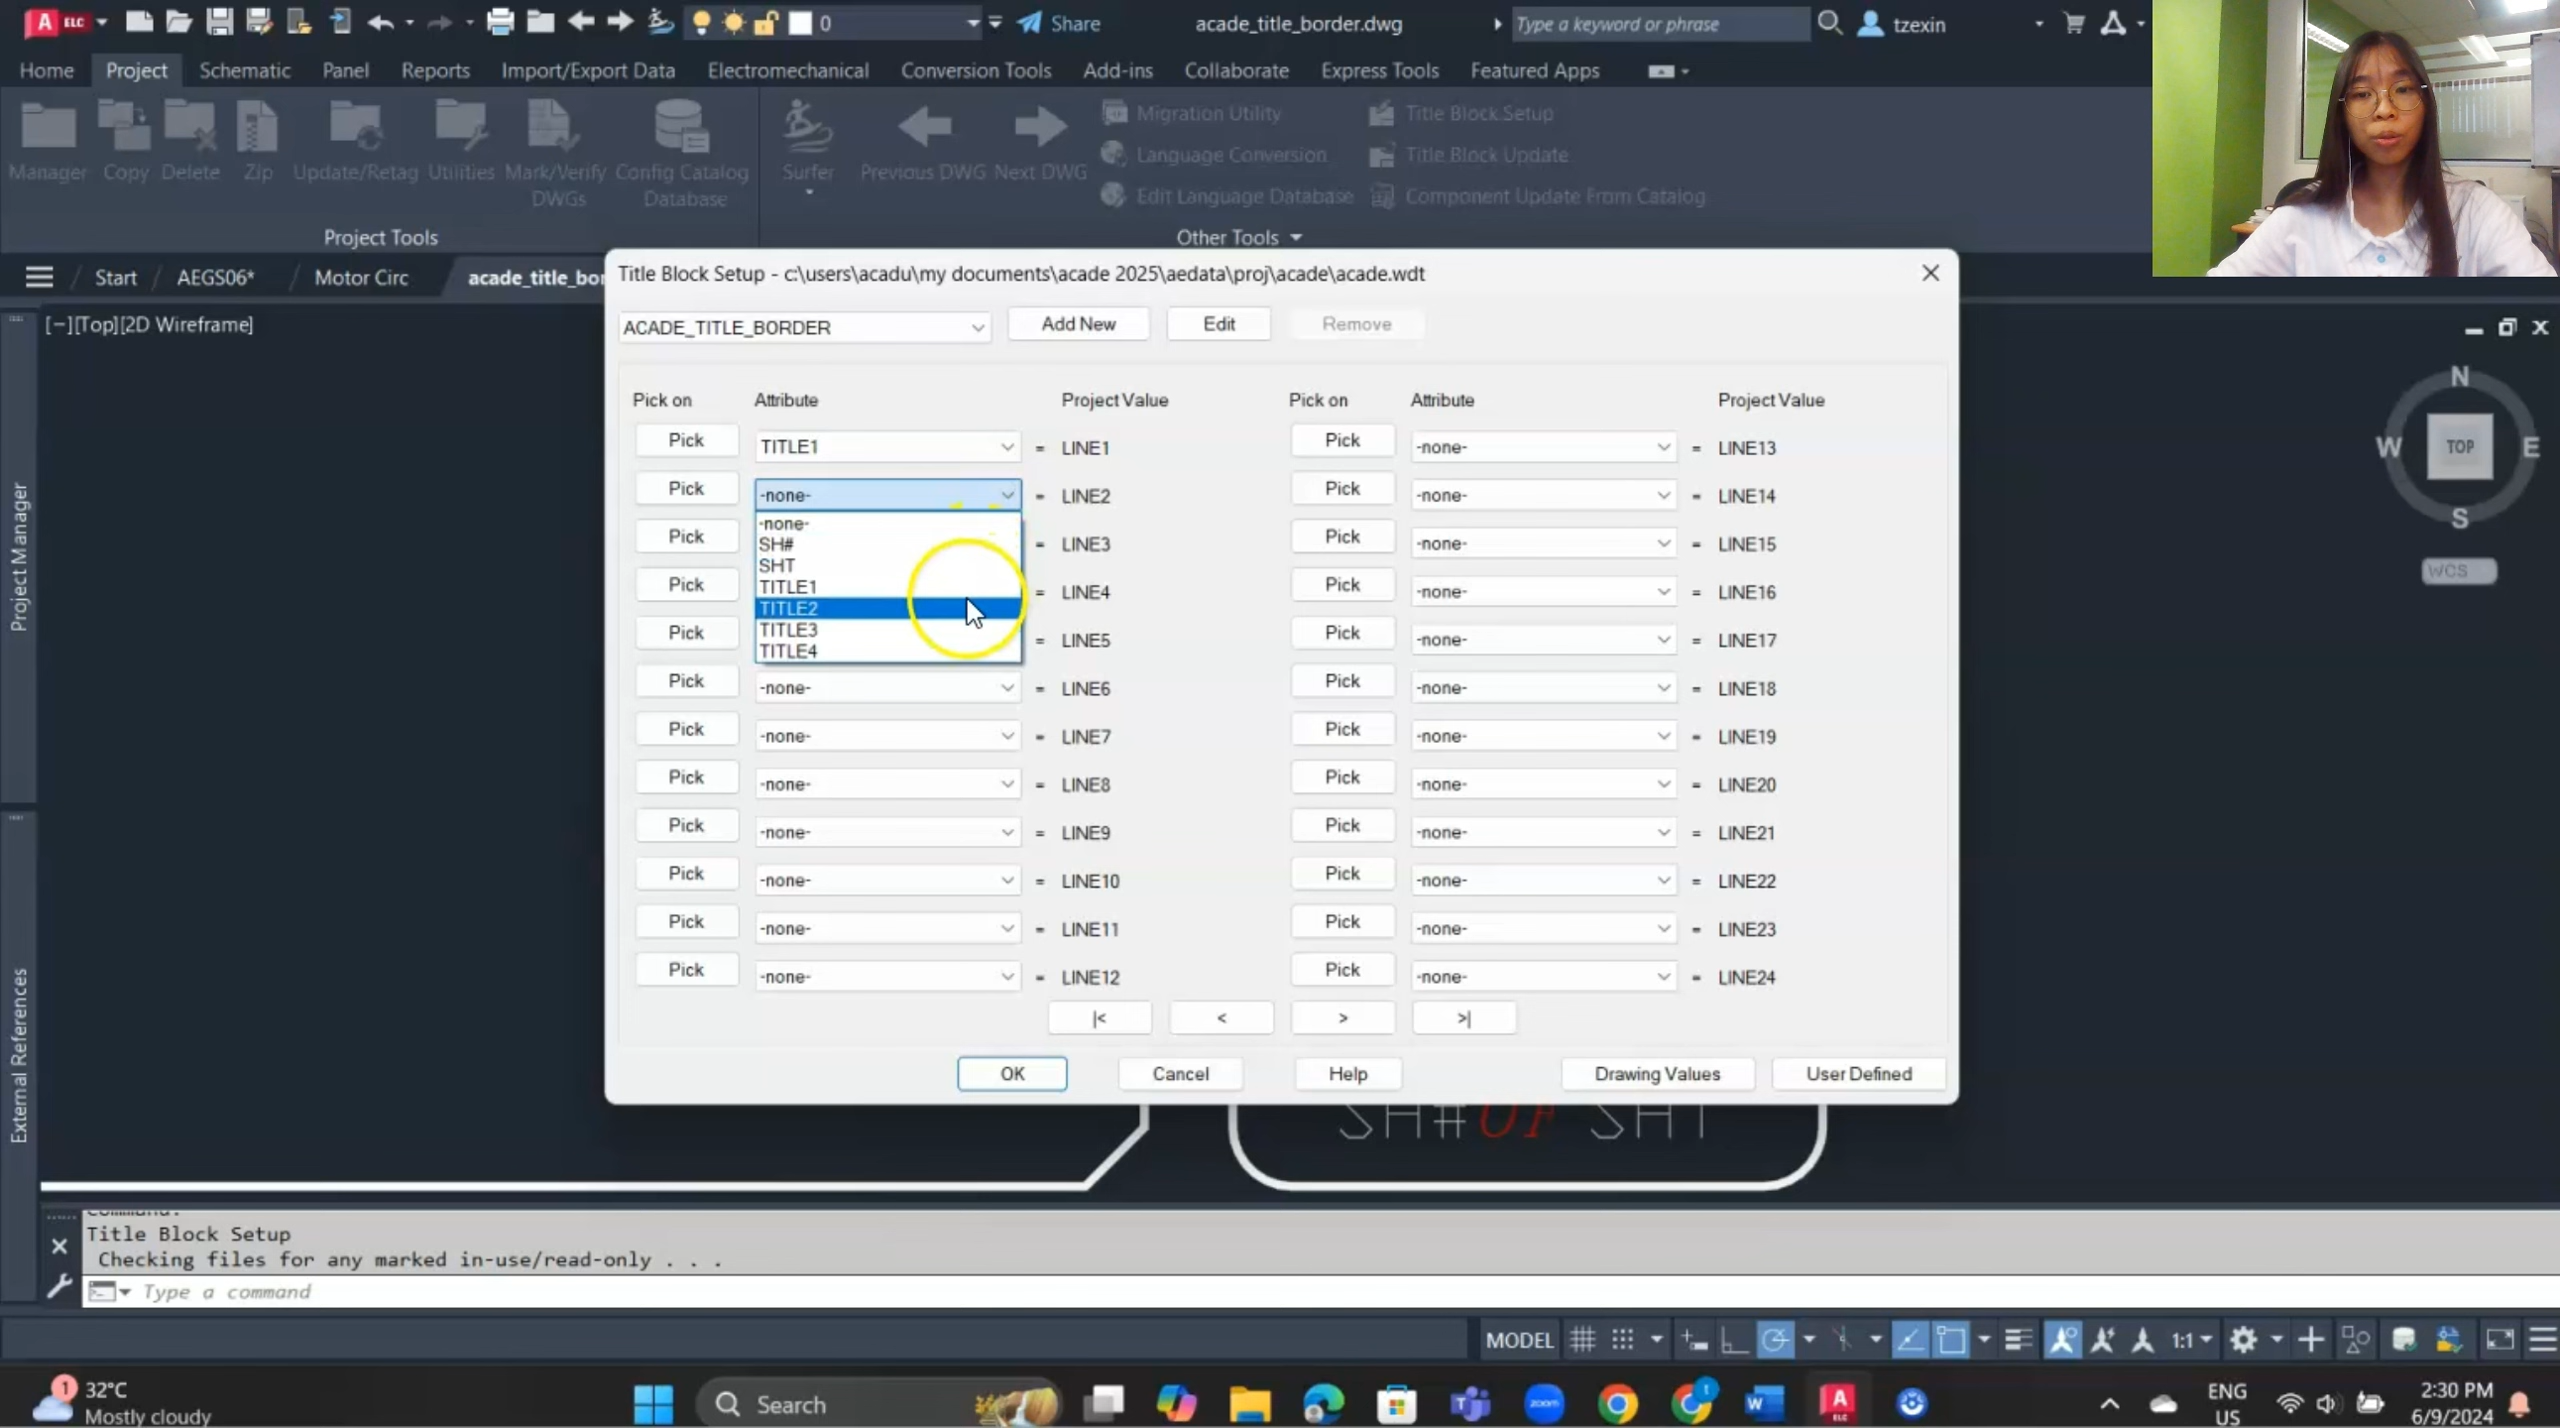 A ELC
0
Share
acade_title_border.dwg
Type a keyword or phrase
tzexin
Home Project Schematic Panel Reports Import/Export Data Electromechanical Conversion Tools Add-ins Collaborate Express Tools Featured Apps
Manager Copy Delete Zip Update/Retag Utilities Mark/Verify DWGs Config Catalog Database Surfer Previous DWG Next DWG
Migration Utility Title Block Setup
Language Conversion Title Block Update
Edit Language Database Component Update From Catalog
Project Tools
Other Tools
Start AEGS06* Motor Circ acade_title_bor
[−][Top][2D Wireframe]
Title Block Setup - c:\users\acadu\my documents\acade 2025\aedata\proj\acade\acade.wdt
ACADE_TITLE_BORDER Add New Edit Remove
Pick on Attribute Project Value Pick on Attribute Project Value
Pick TITLE1 = LINE1 Pick -none- = LINE13
Pick -none- = LINE2 Pick -none- = LINE14
-none-
Pick SH# = LINE3 Pick -none- = LINE15
SHT
Pick TITLE1 = LINE4 Pick -none- = LINE16
TITLE2
Pick TITLE3 = LINE5 Pick -none- = LINE17
TITLE4
Pick -none- = LINE6 Pick -none- = LINE18
Pick -none- = LINE7 Pick -none- = LINE19
Pick -none- = LINE8 Pick -none- = LINE20
Pick -none- = LINE9 Pick -none- = LINE21
Pick -none- = LINE10 Pick -none- = LINE22
Pick -none- = LINE11 Pick -none- = LINE23
Pick -none- = LINE12 Pick -none- = LINE24
|< < > >|
OK Cancel Help Drawing Values User Defined
N
W TOP E
S
WCS
Project Manager
External References
SH# OF SHT
Command:
Title Block Setup
Checking files for any marked in-use/read-only . . .
Type a command
MODEL 1:1
1
32°C
Mostly cloudy
Search
zoom
ENG
US
2:30 PM
6/9/2024